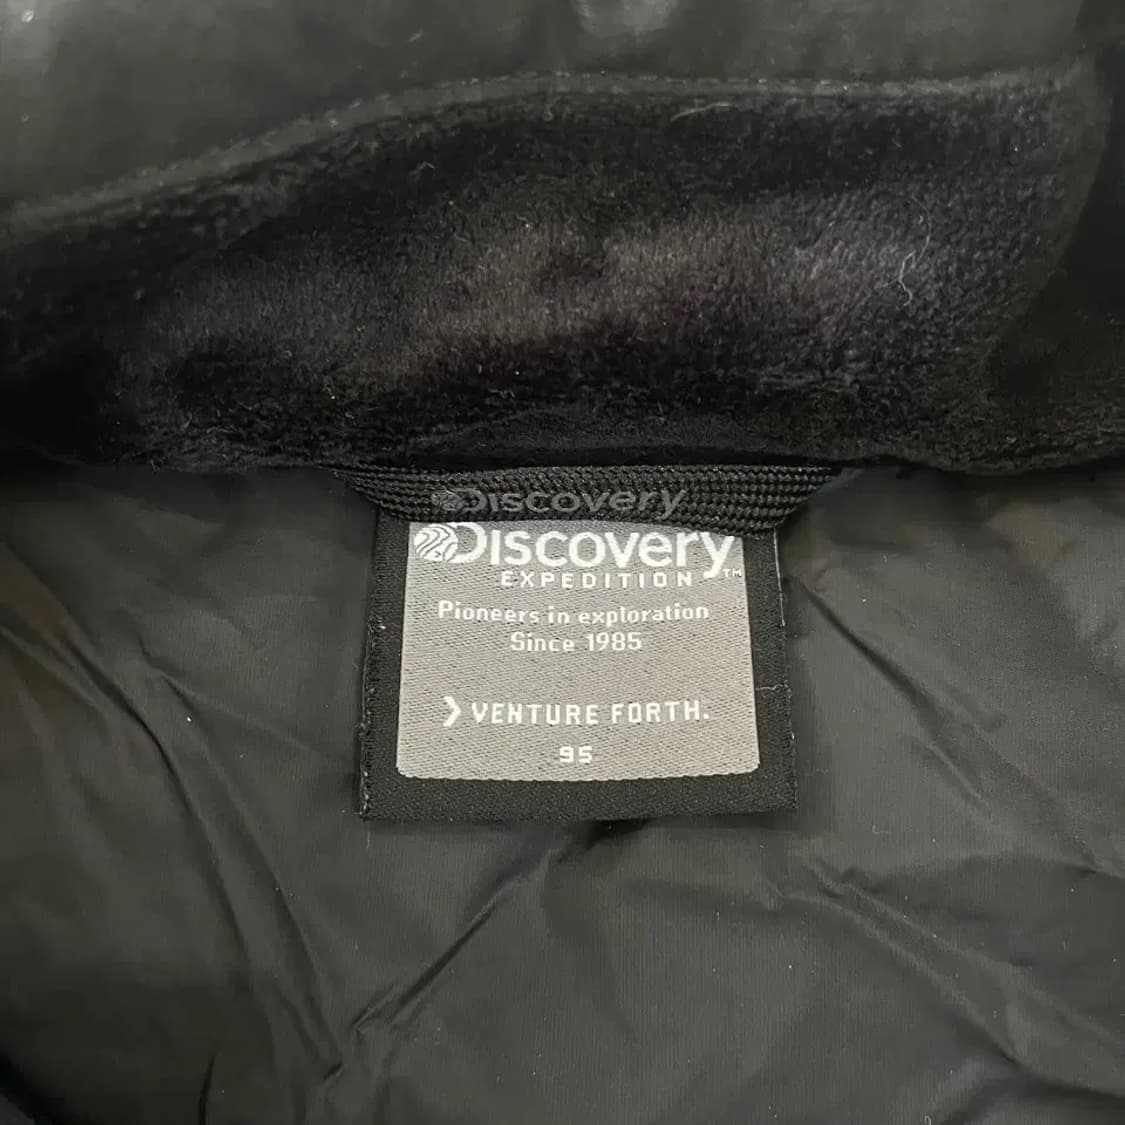 Discovery
Discovery
EXPEDITION™
Pioneers in exploration
Since 1985
❯ VENTURE FORTH.
95